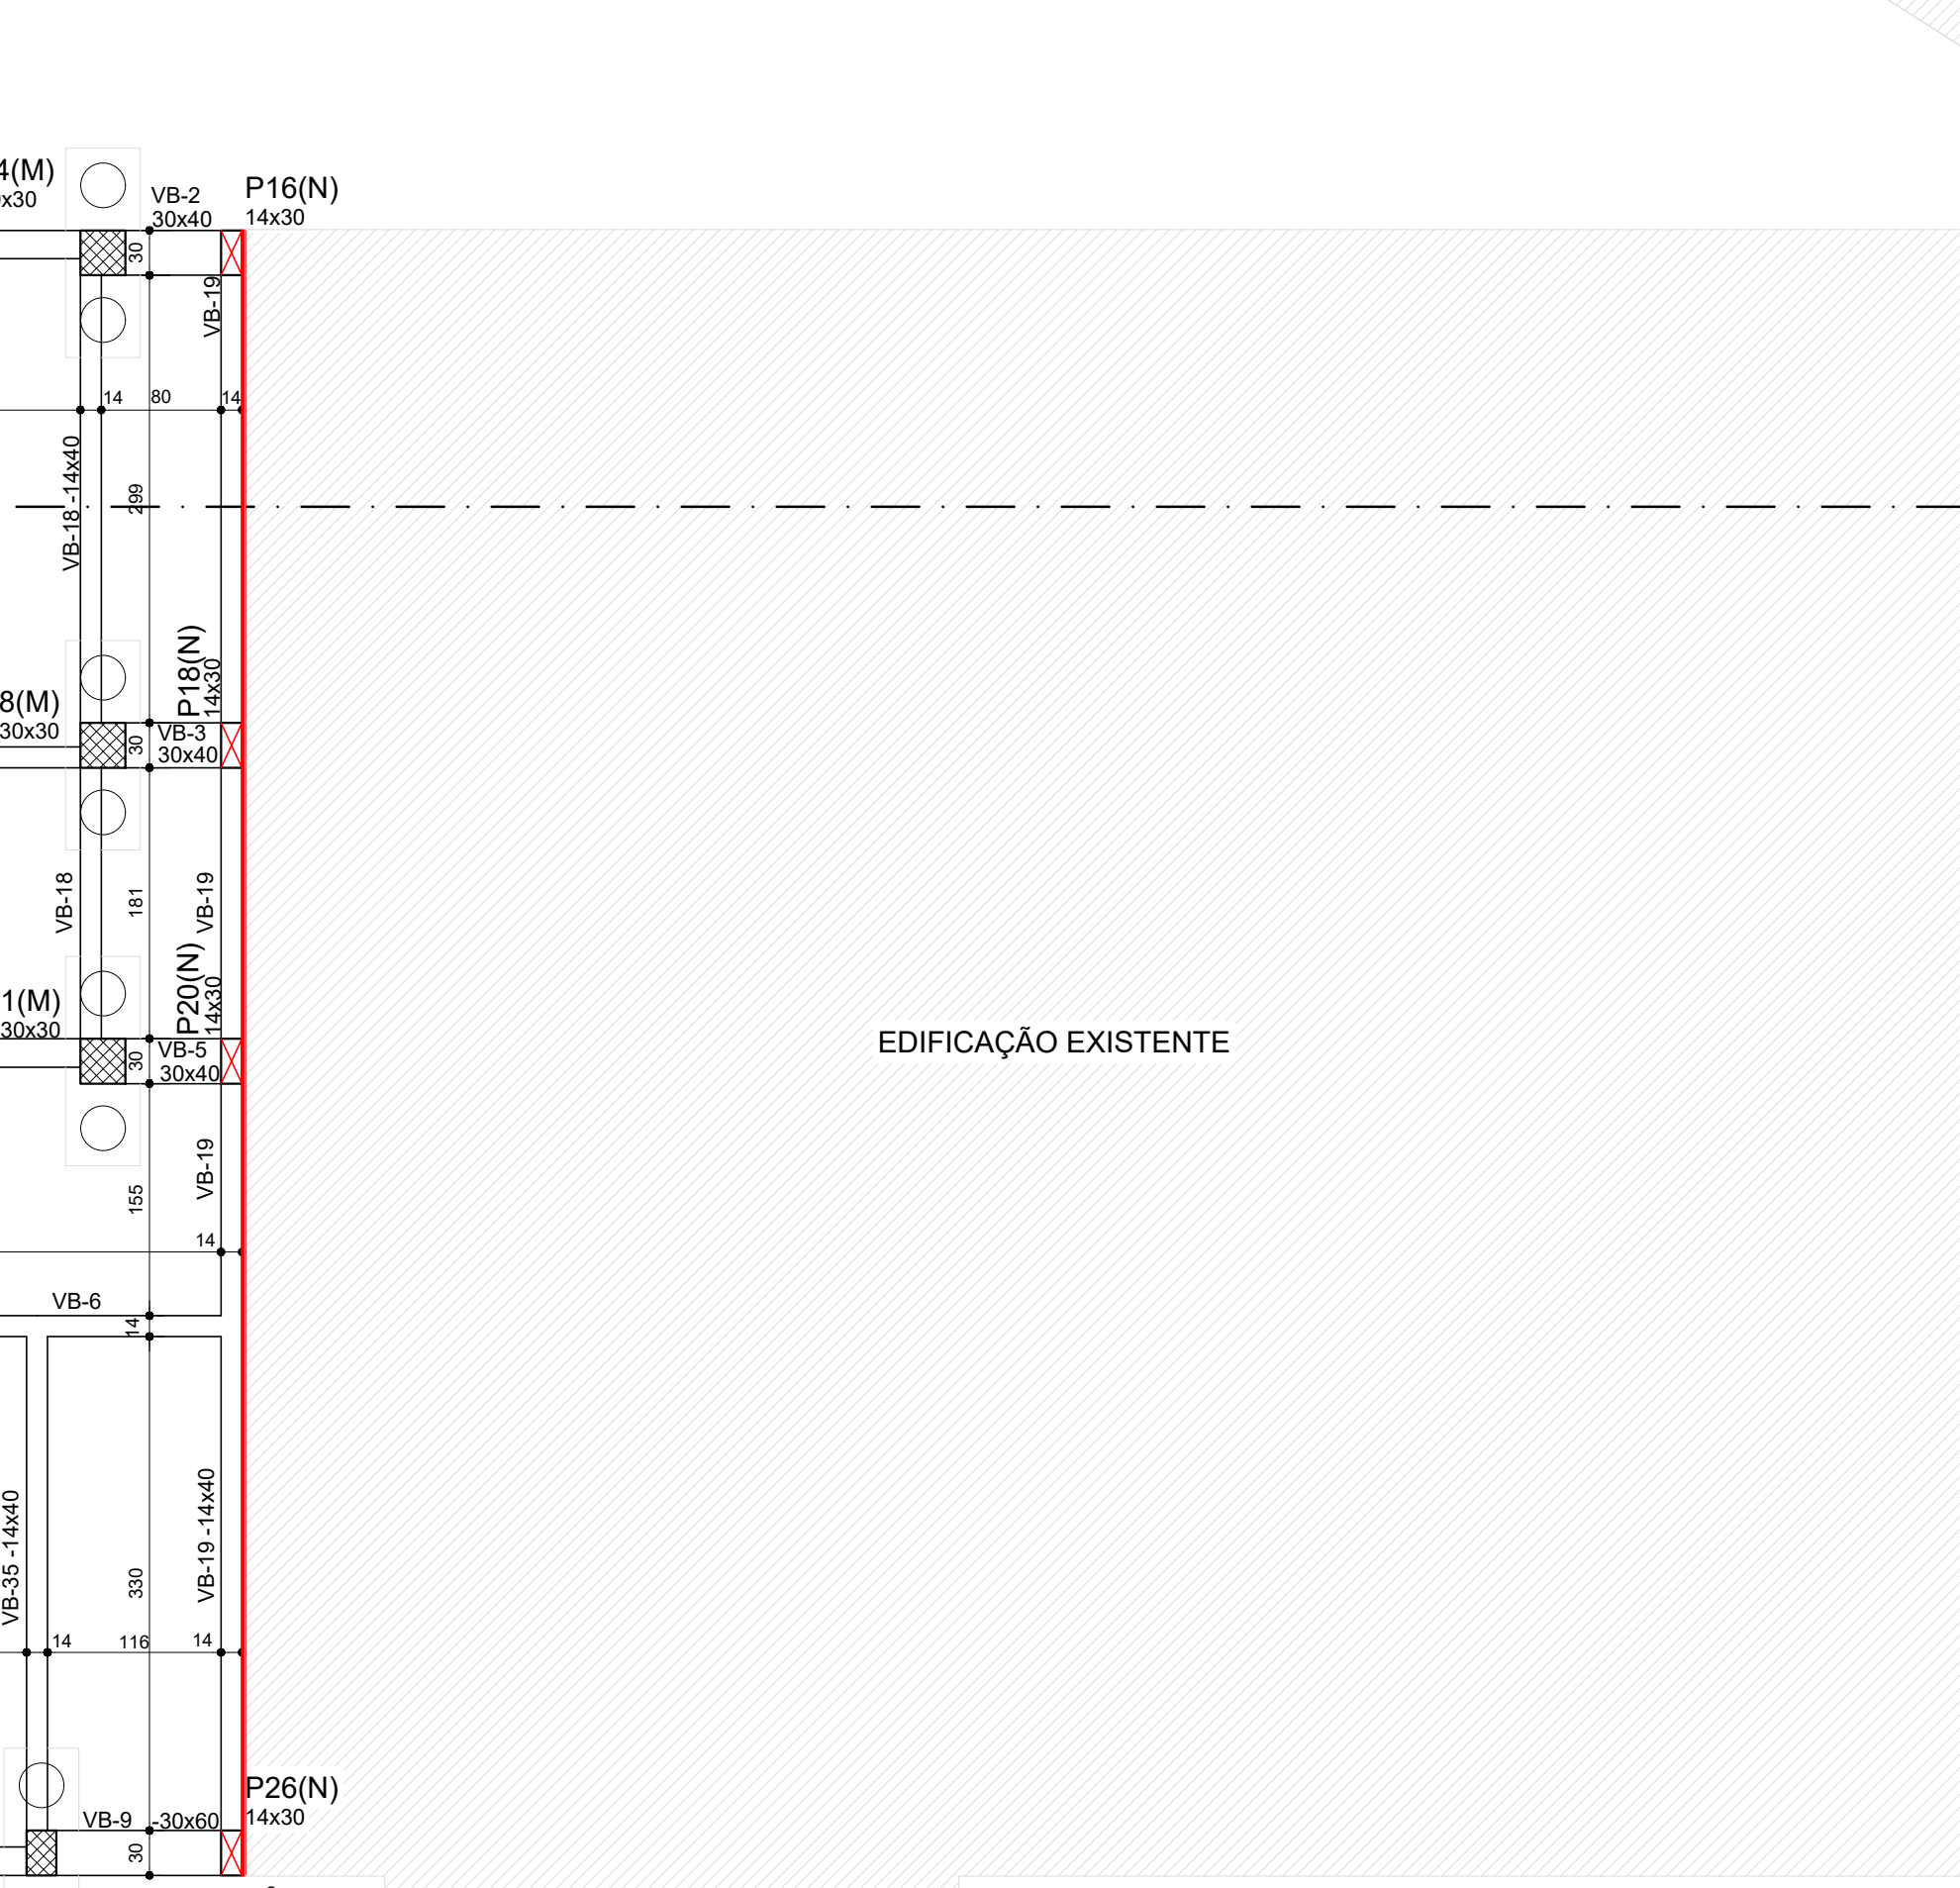 4(M)
x30
VB-2
30x40
P16(N)
14x30
30
VB-19
14
80
14
VB-18 -14x40
299
P18(N)
14x30
8(M)
30x30
30
VB-3
30x40
VB-18
181
VB-19
P20(N)
14x30
1(M)
30x30
30
VB-5
30x40
EDIFICAÇÃO EXISTENTE
VB-19
155
14
VB-6
14
VB-35 -14x40
330
VB-19 -14x40
14
116
14
P26(N)
14x30
VB-9 -30x60
30